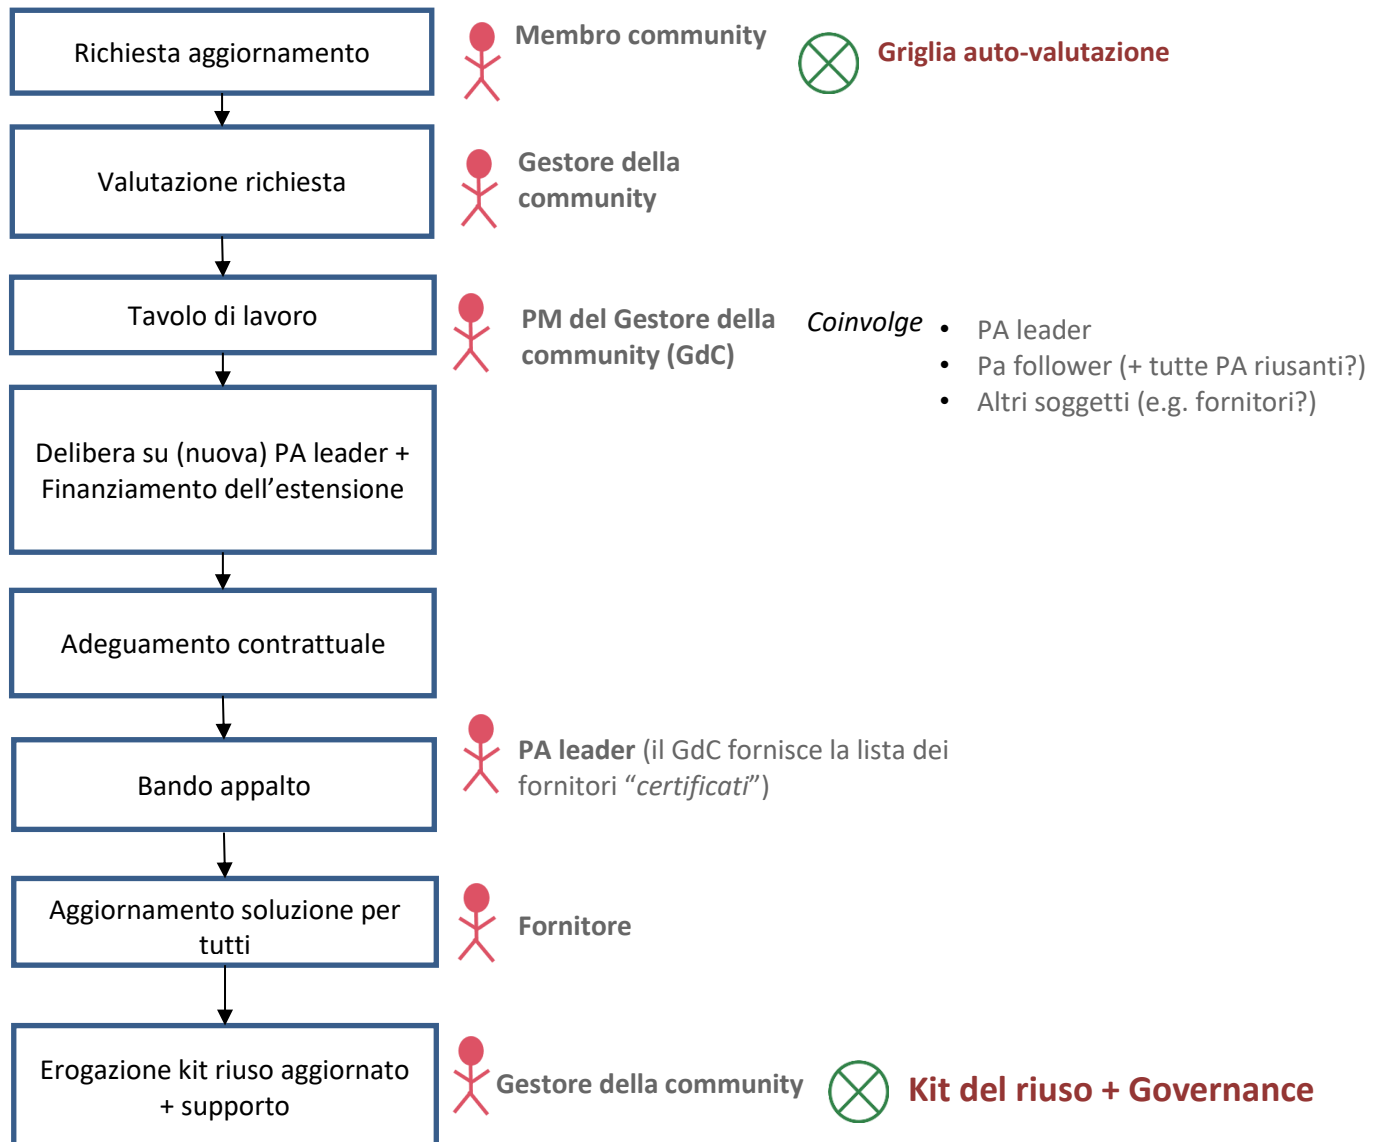 Richiesta aggiornamento
Membro community
Griglia auto-valutazione
Valutazione richiesta
Gestore della
community
Tavolo di lavoro
PM del Gestore della
community (GdC)
Coinvolge
• PA leader
• Pa follower (+ tutte PA riusanti?)
• Altri soggetti (e.g. fornitori?)
Delibera su (nuova) PA leader +
Finanziamento dell’estensione
Adeguamento contrattuale
Bando appalto
PA leader (il GdC fornisce la lista dei
fornitori “certificati”)
Aggiornamento soluzione per
tutti
Fornitore
Erogazione kit riuso aggiornato
+ supporto
Gestore della community
Kit del riuso + Governance